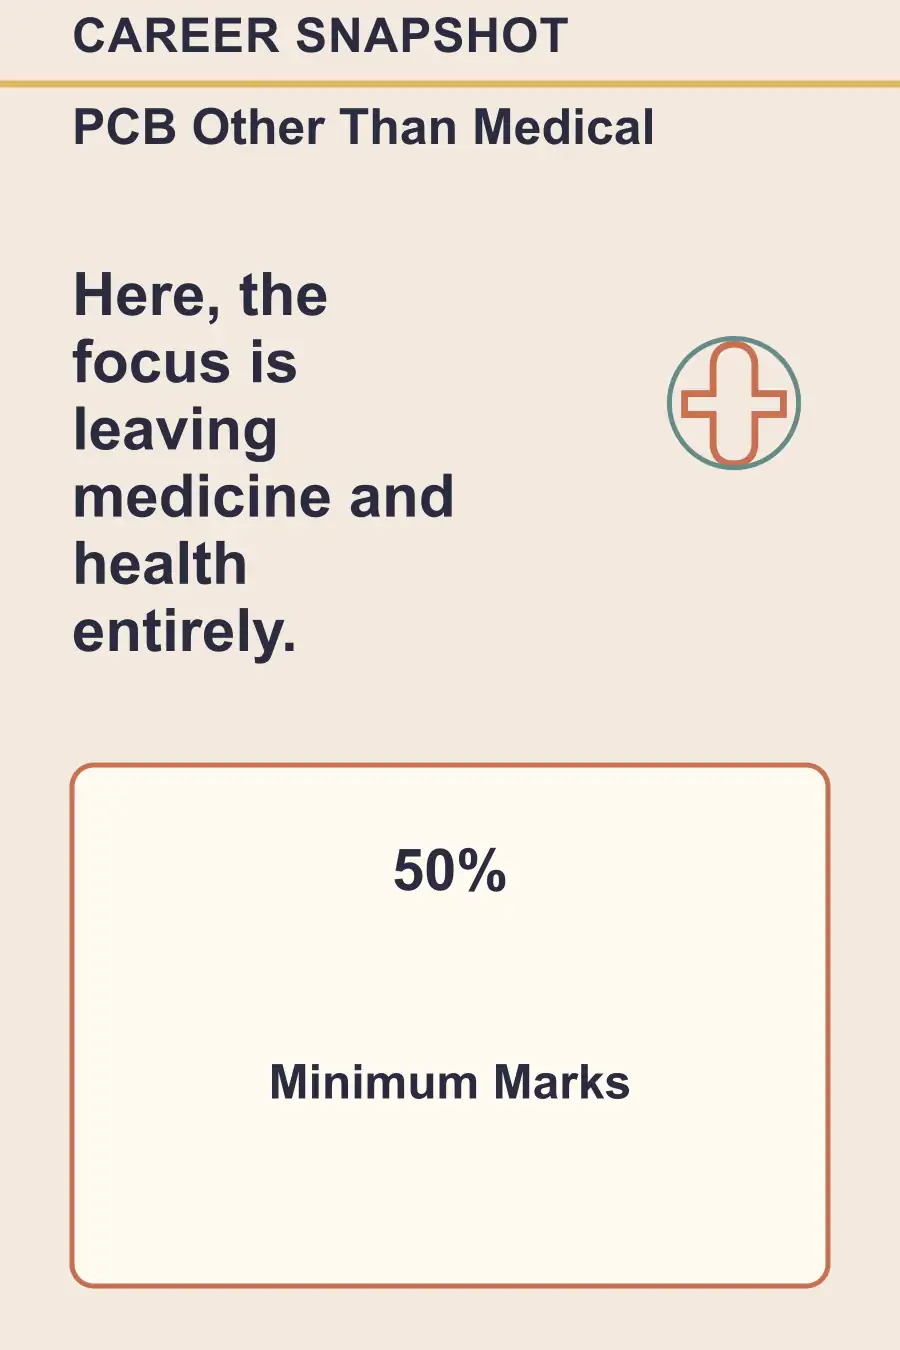 CAREER SNAPSHOT
PCB Other Than Medical
Here, the
focus is
leaving
medicine and
health
entirely.
50%
Minimum Marks